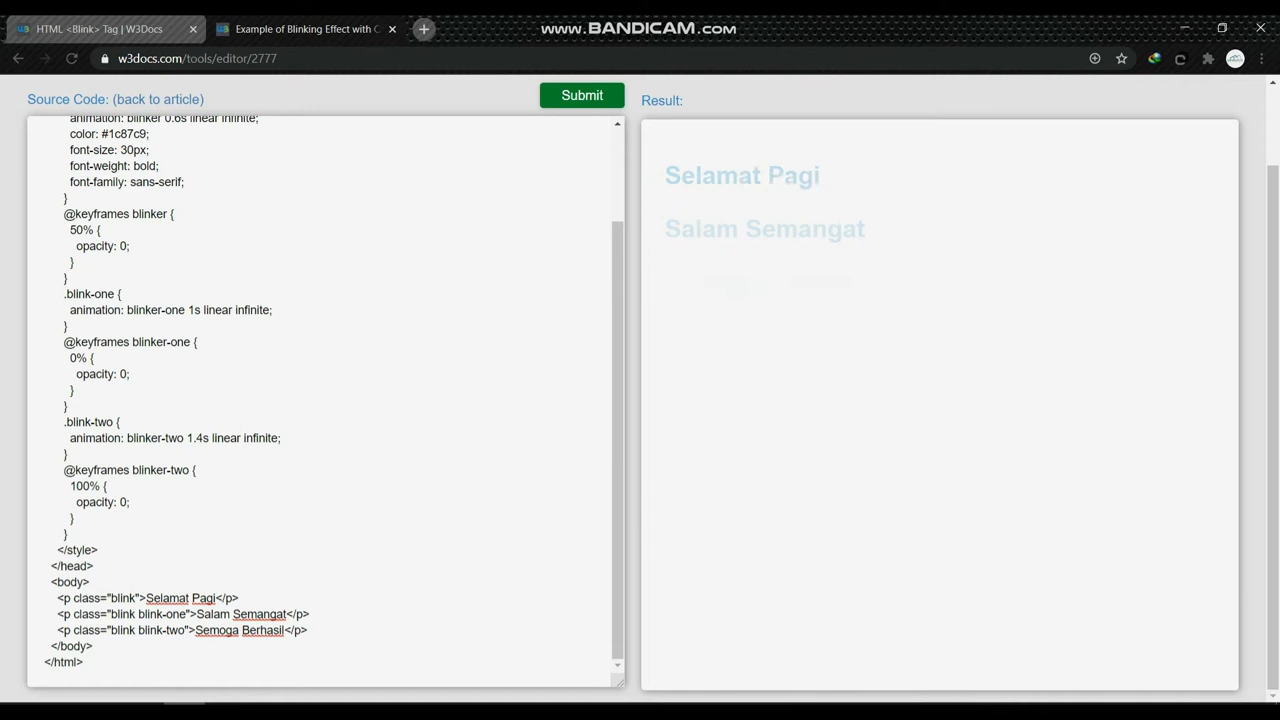 WWW.BANDICAM.COM
HTML <Blink> Tag | W3Docs
Example of Blinking Effect with C
w3docs.com/tools/editor/2777
Source Code: (back to article)
Submit
Result:
animation: blinker 0.6s linear infinite;
color: #1c87c9;
font-size: 30px;
font-weight: bold;
font-family: sans-serif;
}
@keyframes blinker {
50% {
opacity: 0;
}
}
.blink-one {
animation: blinker-one 1s linear infinite;
}
@keyframes blinker-one {
0% {
opacity: 0;
}
}
.blink-two {
animation: blinker-two 1.4s linear infinite;
}
@keyframes blinker-two {
100% {
opacity: 0;
}
}
</style>
</head>
<body>
<p class="blink">Selamat Pagi</p>
<p class="blink blink-one">Salam Semangat</p>
<p class="blink blink-two">Semoga Berhasil</p>
</body>
</html>
Selamat Pagi
Salam Semangat